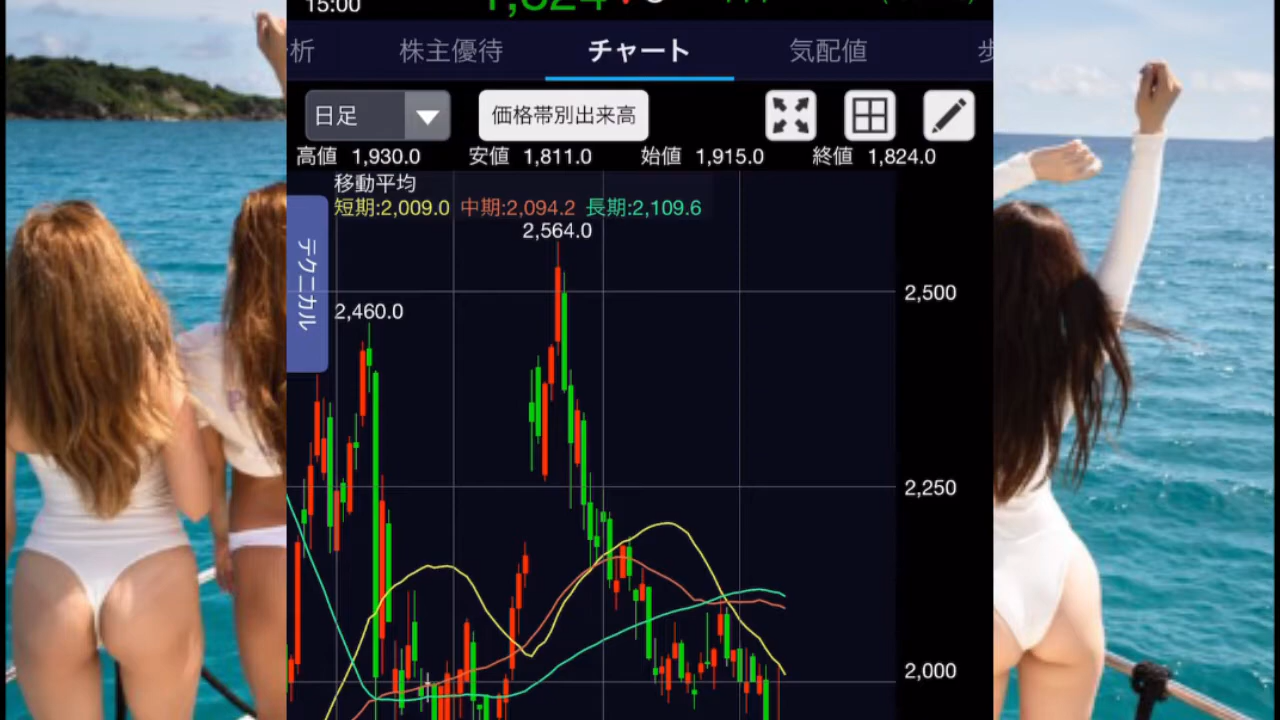 15:00
析 株主優待 チャート 気配値 歩
日足 価格帯別出来高
高値 1,930.0 安値 1,811.0 始値 1,915.0 終値 1,824.0
移動平均
短期:2,009.0 中期:2,094.2 長期:2,109.6
2,564.0
テクニカル
2,500
2,460.0
2,250
2,000